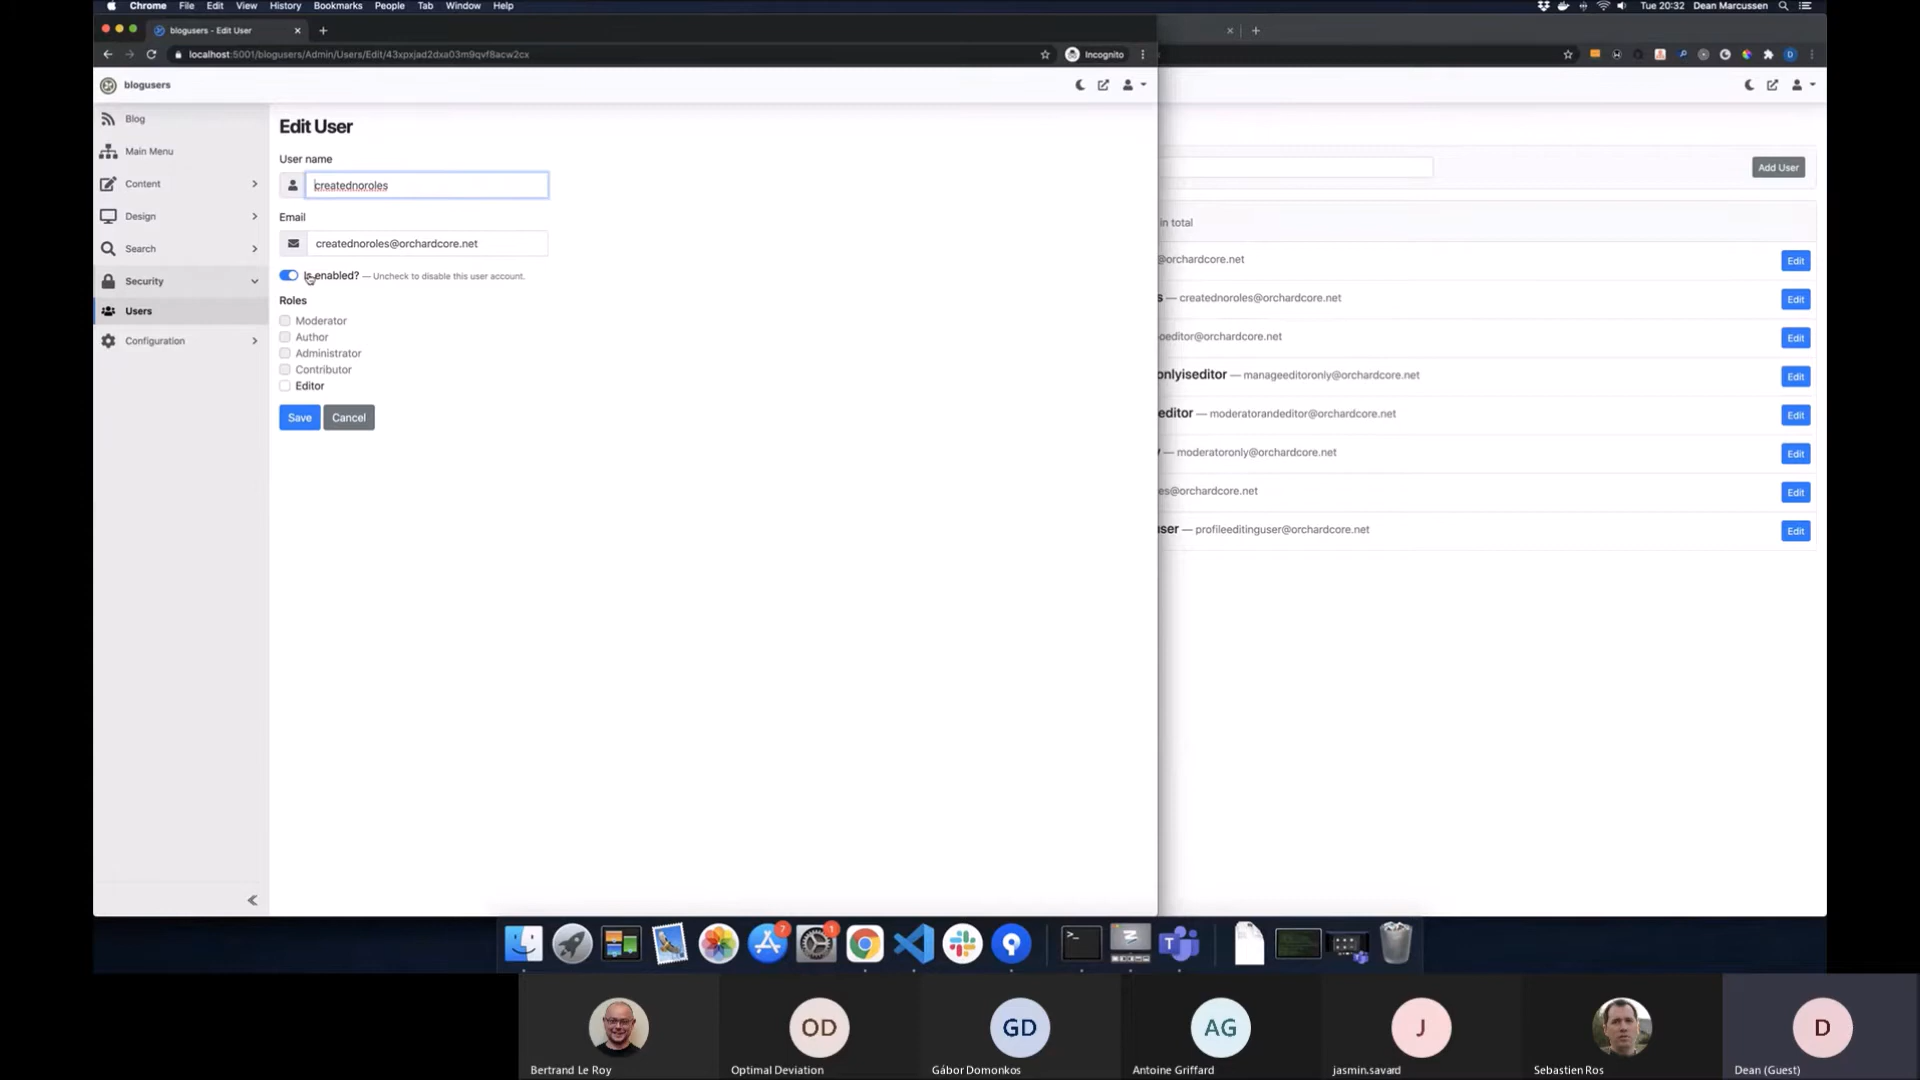 Chrome File Edit View History Bookmarks People Tab Window Help
Tue 20:32 Dean Marcussen
blogusers - Edit User
localhost:5001/blogusers/Admin/Users/Edit/43xpxjad2dxa03m9qvf8acw2cx
Incognito
blogusers
Blog
Main Menu
Content
Design
Search
Security
Users
Configuration
Edit User
User name
creatednoroles
Email
creatednoroles@orchardcore.net
Is enabled? — Uncheck to disable this user account.
Roles
Moderator
Author
Administrator
Contributor
Editor
Save Cancel
Add User
in total
@orchardcore.net Edit
s — creatednoroles@orchardcore.net Edit
oeditor@orchardcore.net Edit
onlyiseditor — manageeditoronly@orchardcore.net Edit
editor — moderatorandeditor@orchardcore.net Edit
— moderatoronly@orchardcore.net Edit
es@orchardcore.net Edit
user — profileeditinguser@orchardcore.net Edit
7
1
OD
GD
AG
J
D
Bertrand Le Roy
Optimal Deviation
Gábor Domonkos
Antoine Griffard
jasmin.savard
Sebastien Ros
Dean (Guest)